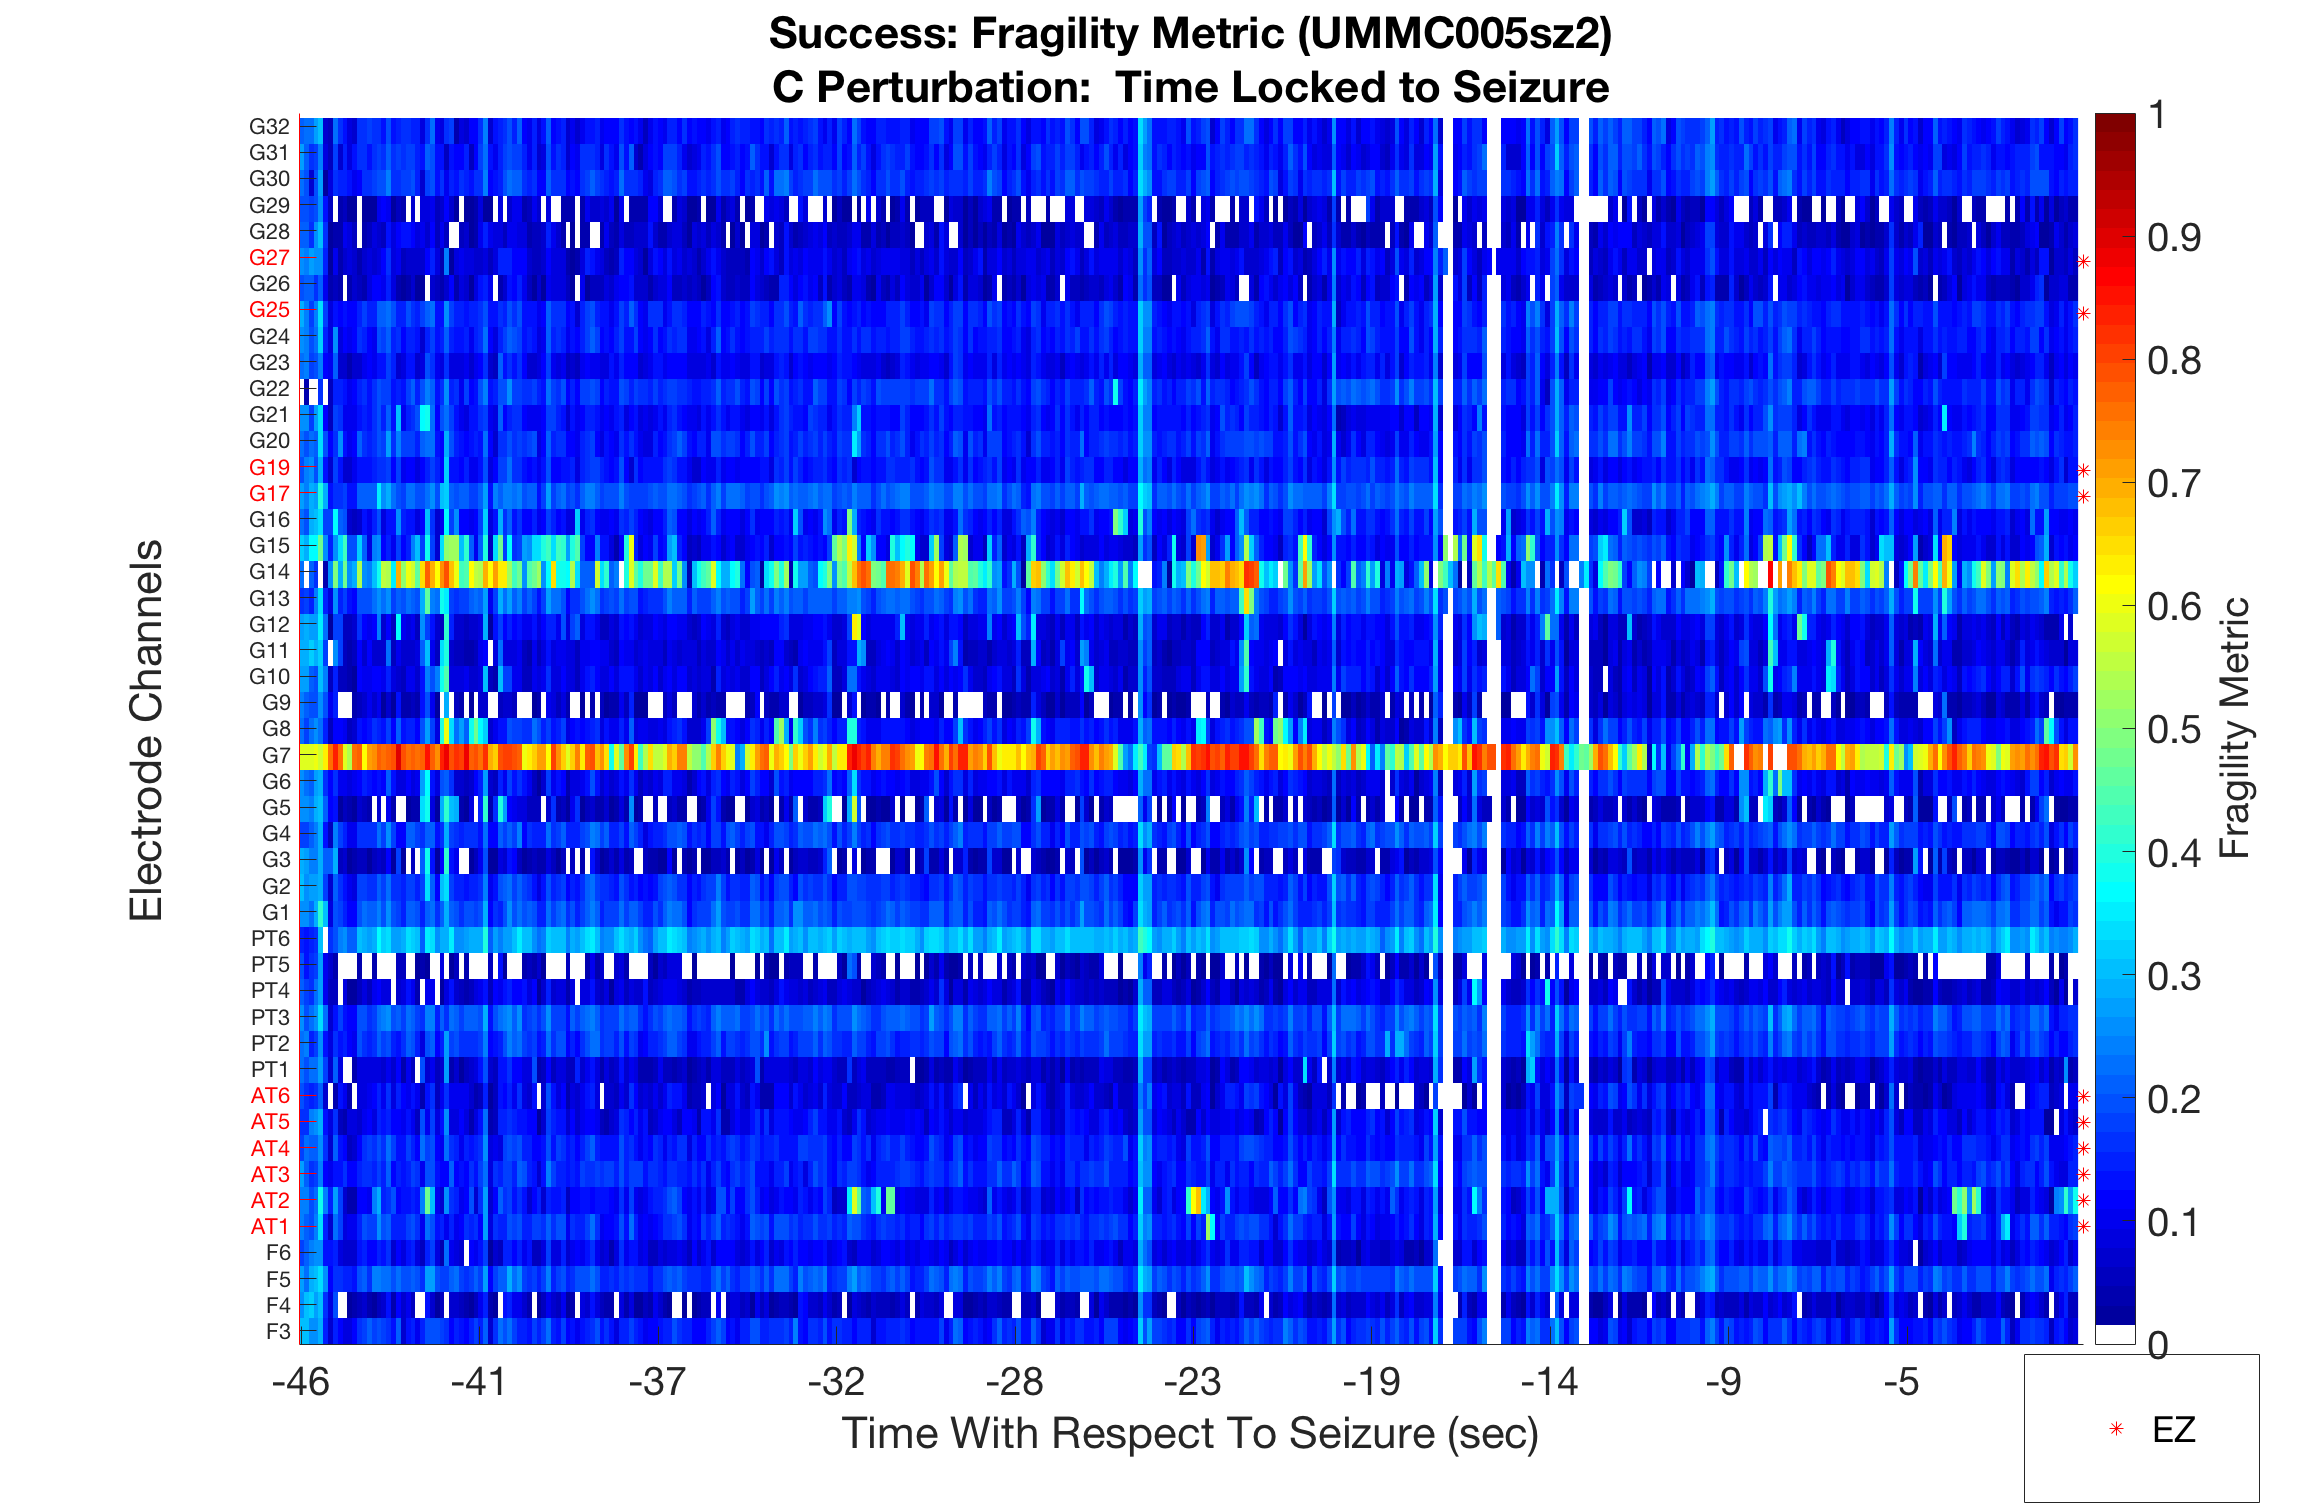 Success: Fragility Metric (UMMC005sz2)
C Perturbation: Time Locked to Seizure
Electrode Channels
G32
G31
G30
G29
G28
G27
G26
G25
G24
G23
G22
G21
G20
G19
G17
G16
G15
G14
G13
G12
G11
G10
G9
G8
G7
G6
G5
G4
G3
G2
G1
PT6
PT5
PT4
PT3
PT2
PT1
AT6
AT5
AT4
AT3
AT2
AT1
F6
F5
F4
F3
-46 -41 -37 -32 -28 -23 -19 -14 -9 -5
Time With Respect To Seizure (sec)
1
0.9
0.8
0.7
0.6
0.5
0.4
0.3
0.2
0.1
0
Fragility Metric
EZ